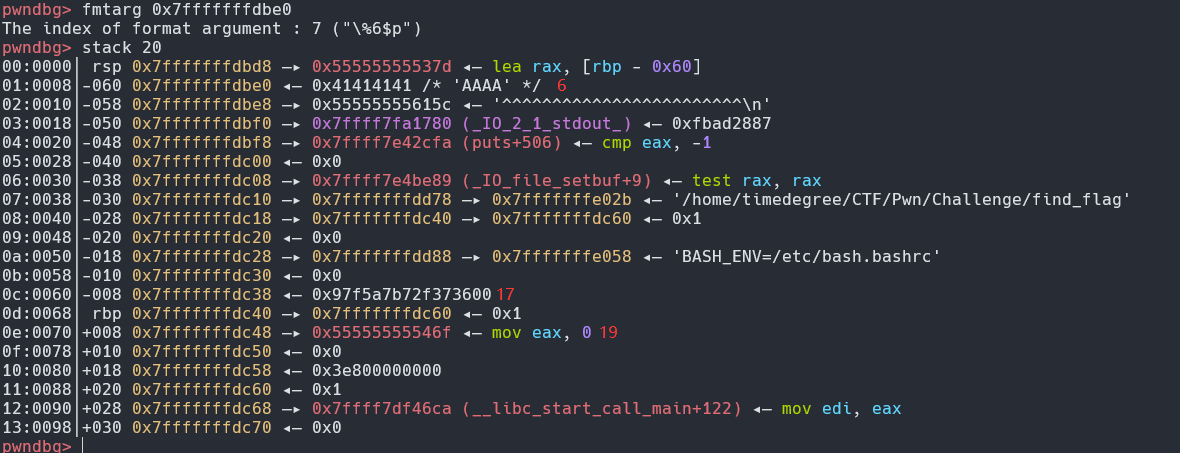 pwndbg> fmtarg 0x7fffffffdbe0
The index of format argument : 7 ("\%6$p")
pwndbg> stack 20
00:0000│ rsp 0x7fffffffdbd8 —▸ 0x55555555537d ◂— lea rax, [rbp - 0x60]
01:0008│-060 0x7fffffffdbe0 ◂— 0x41414141 /* 'AAAA' */ 6
02:0010│-058 0x7fffffffdbe8 —▸ 0x55555555615c ◂— '^^^^^^^^^^^^^^^^^^^^^^^^\n'
03:0018│-050 0x7fffffffdbf0 —▸ 0x7ffff7fa1780 (_IO_2_1_stdout_) ◂— 0xfbad2887
04:0020│-048 0x7fffffffdbf8 —▸ 0x7ffff7e42cfa (puts+506) ◂— cmp eax, -1
05:0028│-040 0x7fffffffdc00 ◂— 0x0
06:0030│-038 0x7fffffffdc08 —▸ 0x7ffff7e4be89 (_IO_file_setbuf+9) ◂— test rax, rax
07:0038│-030 0x7fffffffdc10 —▸ 0x7fffffffdd78 —▸ 0x7fffffffe02b ◂— '/home/timedegree/CTF/Pwn/Challenge/find_flag'
08:0040│-028 0x7fffffffdc18 —▸ 0x7fffffffdc40 —▸ 0x7fffffffdc60 ◂— 0x1
09:0048│-020 0x7fffffffdc20 ◂— 0x0
0a:0050│-018 0x7fffffffdc28 —▸ 0x7fffffffdd88 —▸ 0x7fffffffe058 ◂— 'BASH_ENV=/etc/bash.bashrc'
0b:0058│-010 0x7fffffffdc30 ◂— 0x0
0c:0060│-008 0x7fffffffdc38 ◂— 0x97f5a7b72f373600 17
0d:0068│ rbp 0x7fffffffdc40 —▸ 0x7fffffffdc60 ◂— 0x1
0e:0070│+008 0x7fffffffdc48 —▸ 0x55555555546f ◂— mov eax, 0 19
0f:0078│+010 0x7fffffffdc50 ◂— 0x0
10:0080│+018 0x7fffffffdc58 ◂— 0x3e800000000
11:0088│+020 0x7fffffffdc60 ◂— 0x1
12:0090│+028 0x7fffffffdc68 —▸ 0x7ffff7df46ca (__libc_start_call_main+122) ◂— mov edi, eax
13:0098│+030 0x7fffffffdc70 ◂— 0x0
pwndbg>